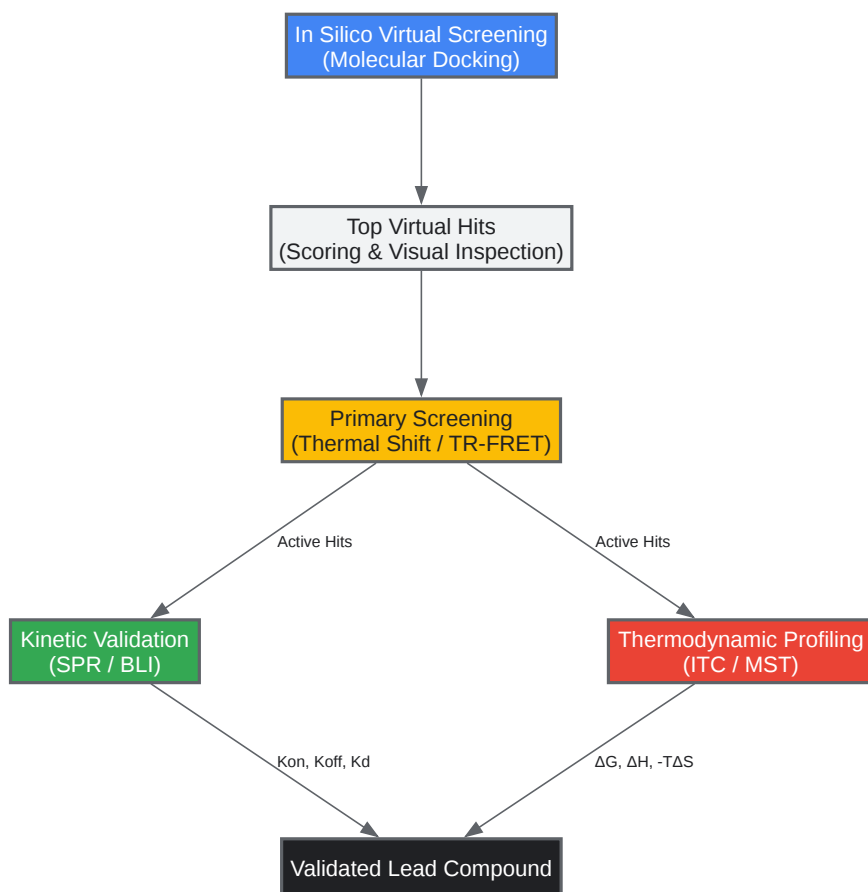 In Silico Virtual Screening
(Molecular Docking)
Top Virtual Hits
(Scoring & Visual Inspection)
Primary Screening
(Thermal Shift / TR-FRET)
Active Hits
Active Hits
Kinetic Validation
(SPR / BLI)
Thermodynamic Profiling
(ITC / MST)
Kon, Koff, Kd
ΔG, ΔH, -TΔS
Validated Lead Compound